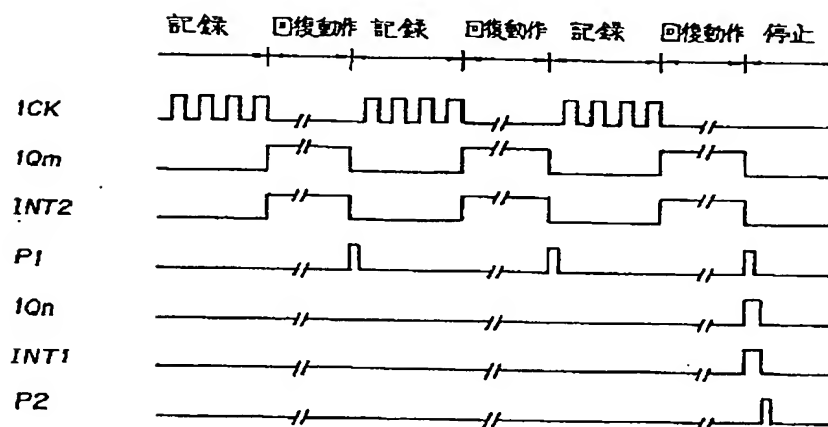 記録 回復動作 記録 回復動作 記録 回復動作 停止
1CK
1Qm
INT2
P1
1Qn
INT1
P2